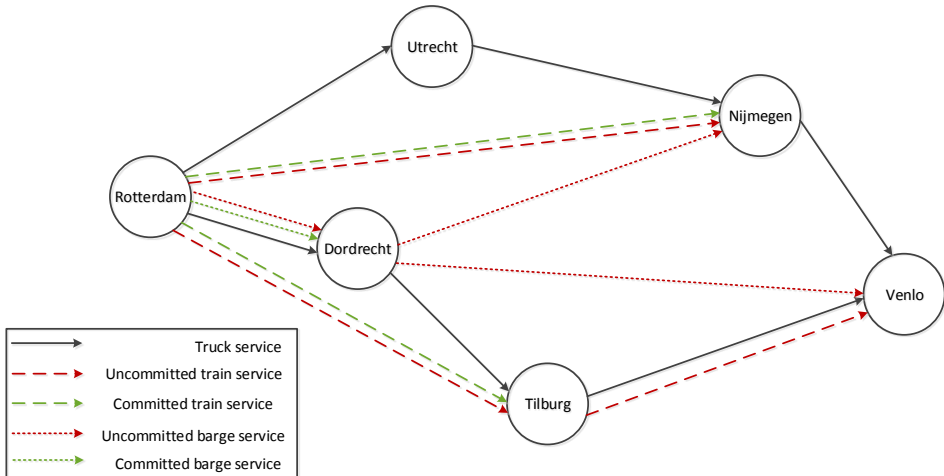 Utrecht
Nijmegen
Rotterdam
Dordrecht
Venlo
Tilburg
Truck service
Uncommitted train service
Committed train service
Uncommitted barge service
Committed barge service